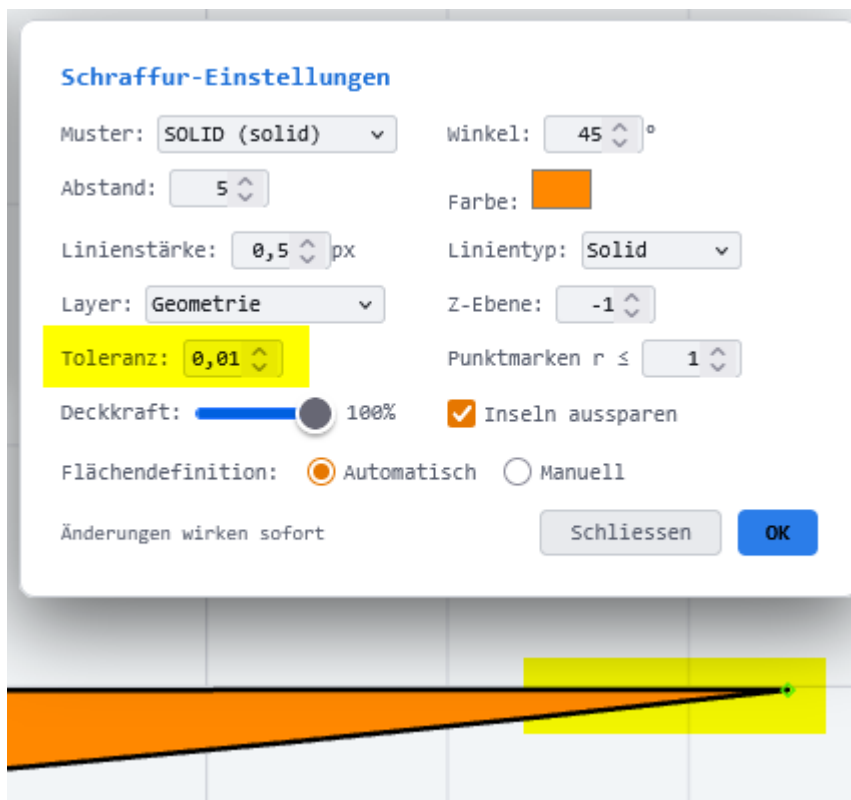 Schraffur-Einstellungen
Muster: SOLID (solid) Winkel: 45 °
Abstand: 5 Farbe:
Linienstärke: 0,5 px Linientyp: Solid
Layer: Geometrie Z-Ebene: -1
Toleranz: 0,01 Punktmarken r ≤ 1
Deckkraft: 100% Inseln aussparen
Flächendefinition: Automatisch Manuell
Änderungen wirken sofort Schliessen OK